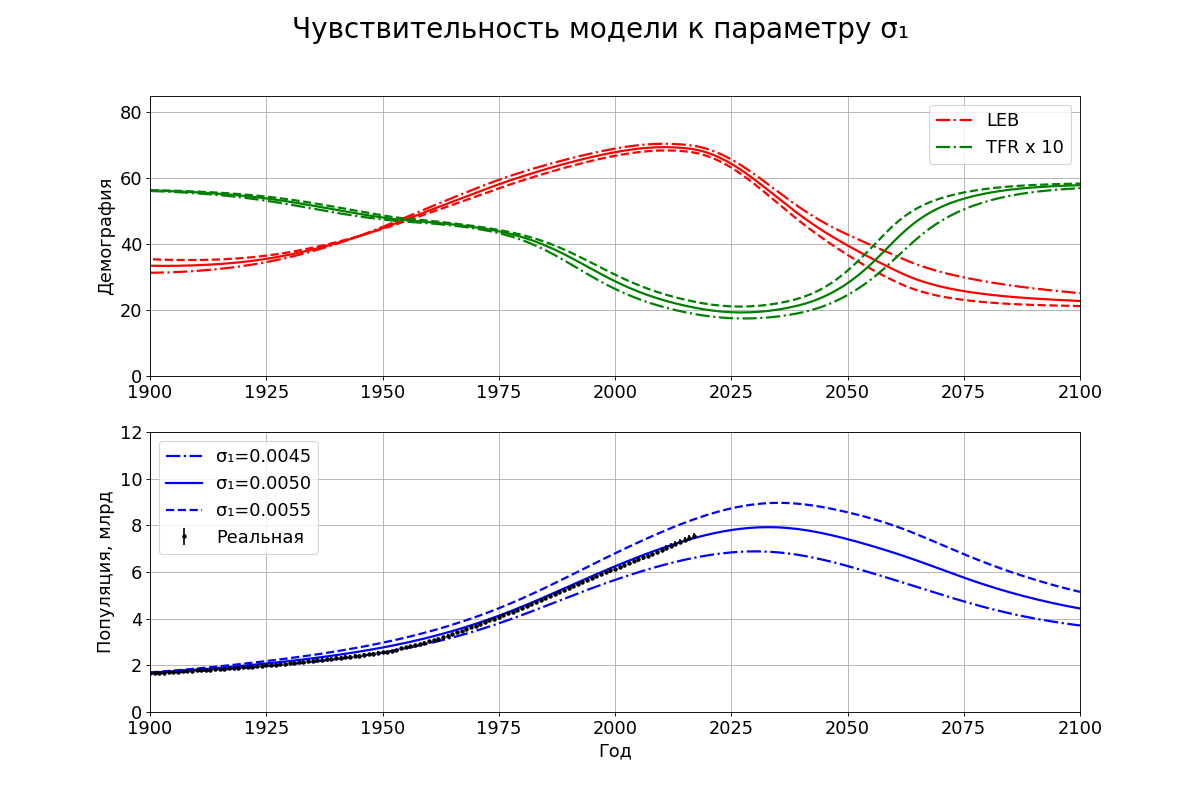 Чувствительность модели к параметру σ₁
Демография
80
60
40
20
0
LEB
TFR x 10
1900 1925 1950 1975 2000 2025 2050 2075 2100
Популяция, млрд
12
10
8
6
4
2
0
σ₁=0.0045
σ₁=0.0050
σ₁=0.0055
Реальная
1900 1925 1950 1975 2000 2025 2050 2075 2100
Год